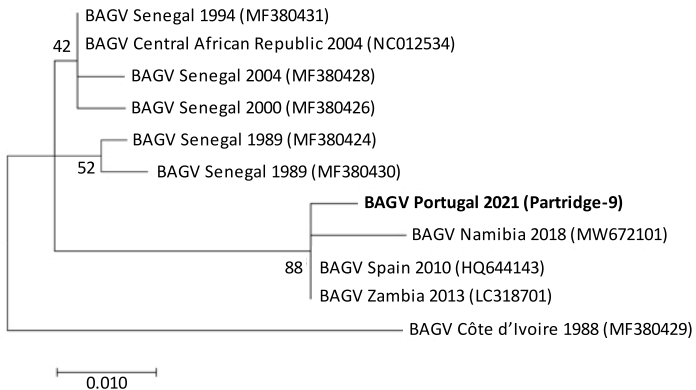 BAGV Senegal 1994 (MF380431)
42
BAGV Central African Republic 2004 (NC012534)
BAGV Senegal 2004 (MF380428)
BAGV Senegal 2000 (MF380426)
BAGV Senegal 1989 (MF380424)
52
BAGV Senegal 1989 (MF380430)
BAGV Portugal 2021 (Partridge-9)
BAGV Namibia 2018 (MW672101)
88
BAGV Spain 2010 (HQ644143)
BAGV Zambia 2013 (LC318701)
BAGV Côte d’Ivoire 1988 (MF380429)
0.010